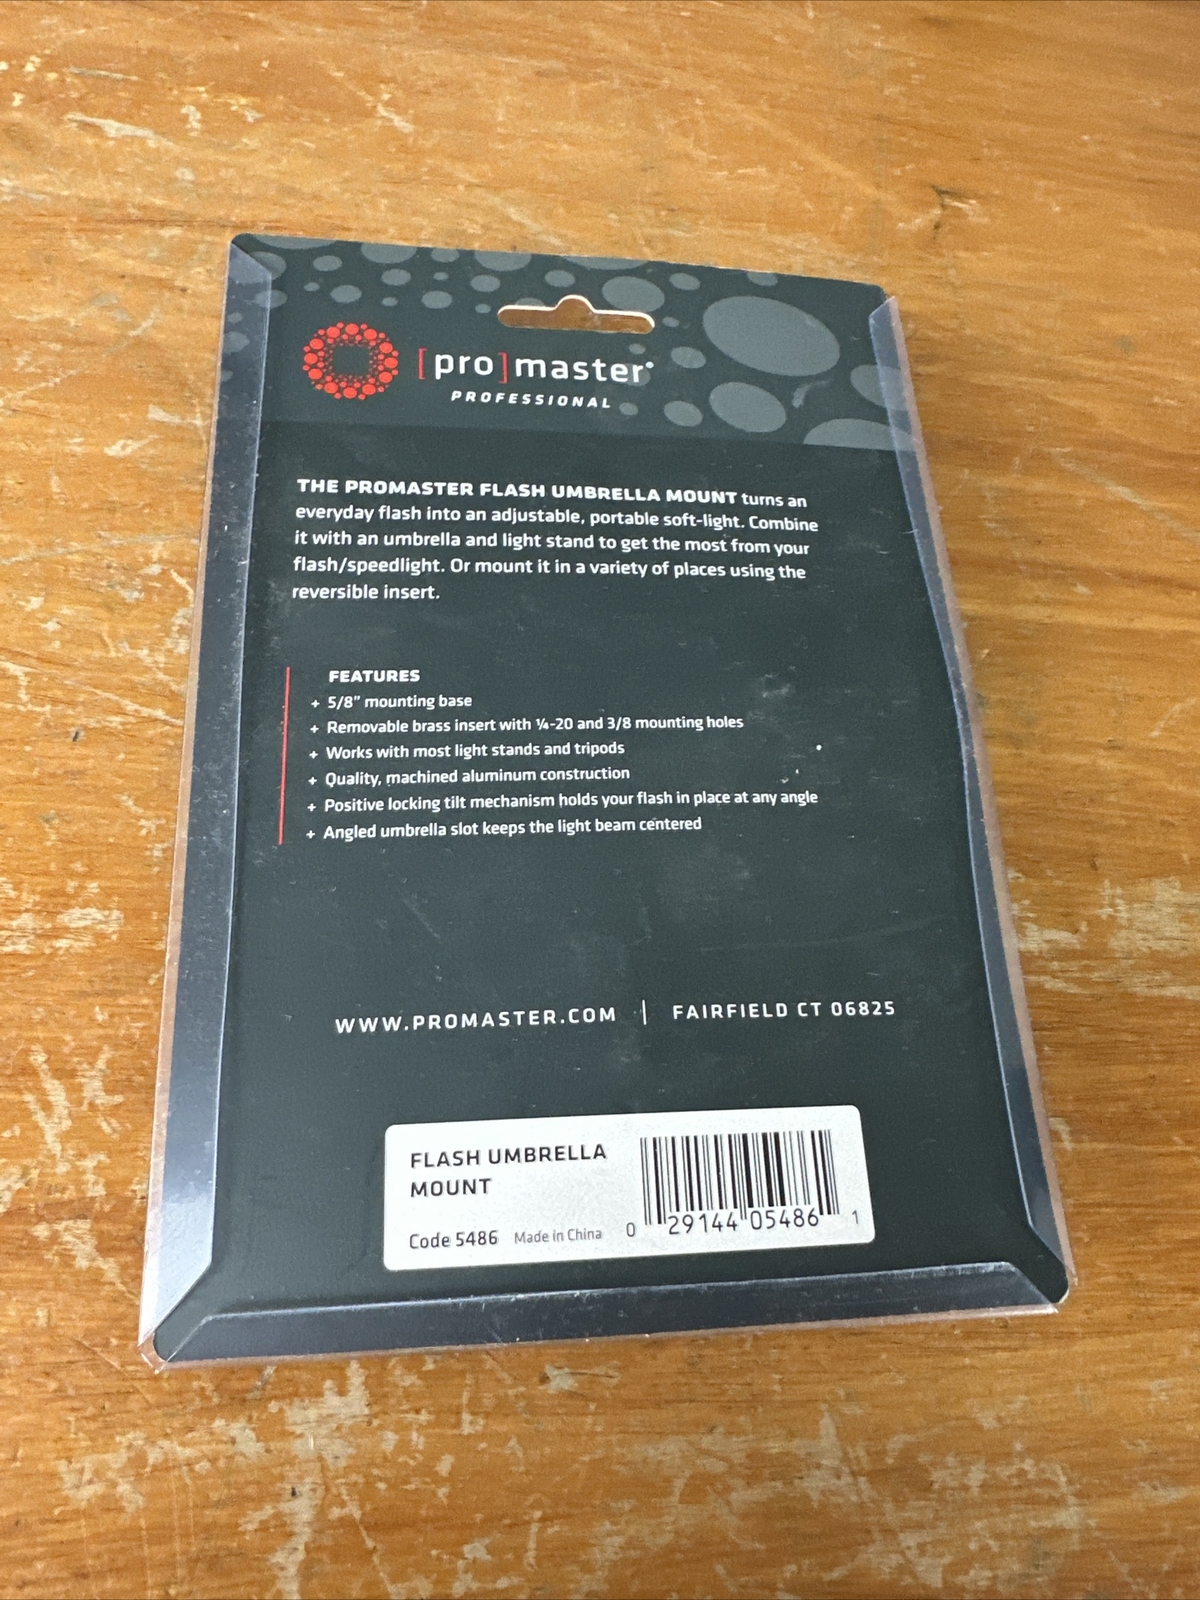 [pro]master
PROFESSIONAL
THE PROMASTER FLASH UMBRELLA MOUNT turns an
everyday flash into an adjustable, portable soft-light. Combine
it with an umbrella and light stand to get the most from your
flash/speedlight. Or mount it in a variety of places using the
reversible insert.
FEATURES
+ 5/8" mounting base
+ Removable brass insert with ¼-20 and 3/8 mounting holes
+ Works with most light stands and tripods
+ Quality, machined aluminum construction
+ Positive locking tilt mechanism holds your flash in place at any angle
+ Angled umbrella slot keeps the light beam centered
WWW.PROMASTER.COM | FAIRFIELD CT 06825
FLASH UMBRELLA
MOUNT
Code 5486 Made in China
0 29144 05486 1